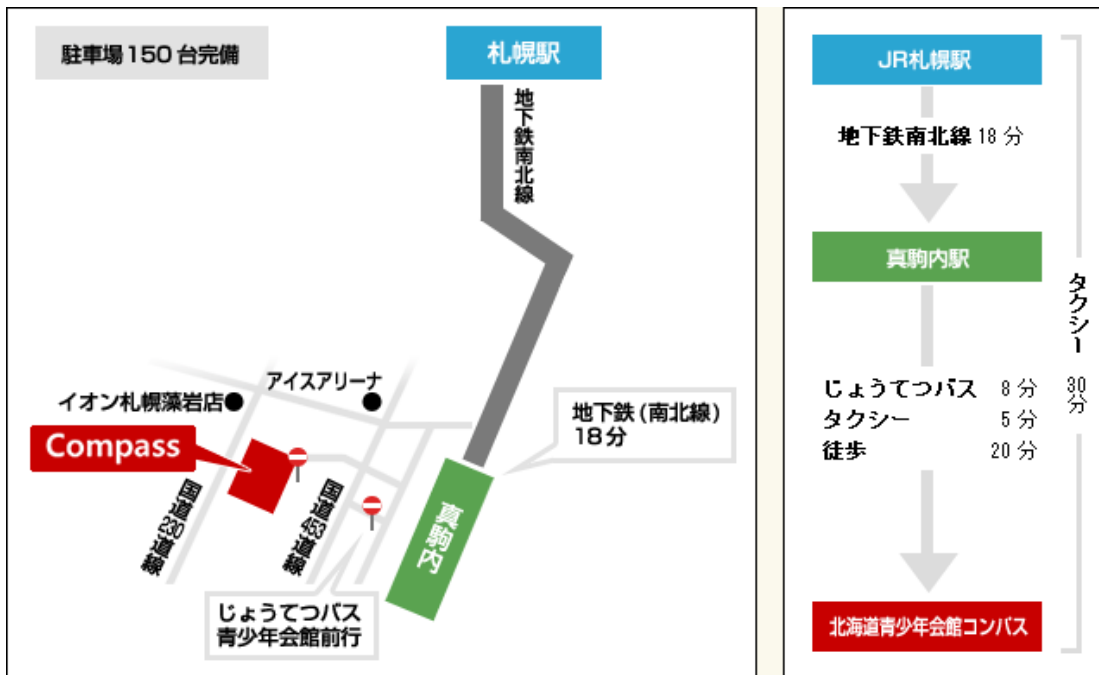 駐車場150台完備
札幌駅
地下鉄南北線
アイスアリーナ
イオン札幌藻岩店
Compass
地下鉄(南北線)
18分
国道230道線
国道453道線
真駒内
じょうてつバス
青少年会館前行
JR札幌駅
地下鉄南北線 18分
真駒内駅
じょうてつバス 8分
タクシー 5分
徒歩 20分
北海道青少年会館コンパス
タクシー 30分